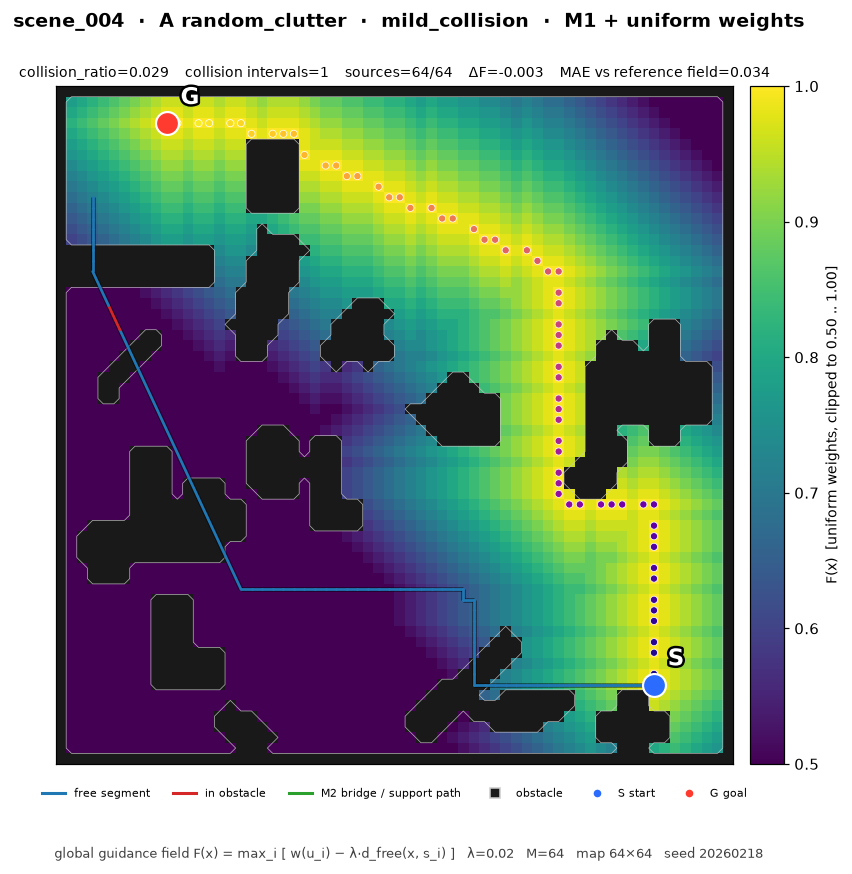 scene_004 · A random_clutter · mild_collision · M1 + uniform weights
collision_ratio=0.029 collision intervals=1 sources=64/64 ΔF=-0.003 MAE vs reference field=0.034
G
S
1.0
0.9
0.8
0.7
0.6
0.5
F(x) [uniform weights, clipped to 0.50 .. 1.00]
free segment
in obstacle
M2 bridge / support path
obstacle
S start
G goal
global guidance field F(x) = max_i [ w(u_i) − λ·d_free(x, s_i) ] λ=0.02 M=64 map 64×64 seed 20260218